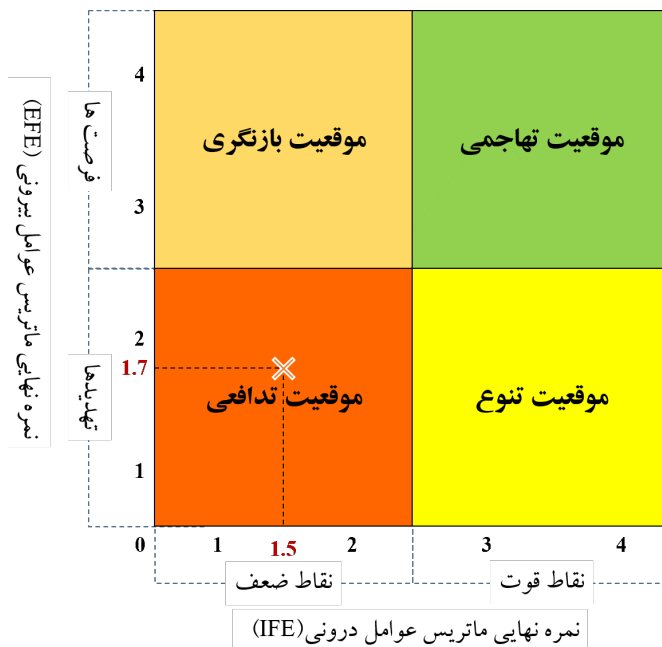 موقعیت بازنگری
موقعیت تهاجمی
موقعیت تدافعی
موقعیت تنوع
نمره نهایی ماتریس عوامل بیرونی (EFE)
فرصت ها
تهدیدها
4
3
2
1.7
1
0
1
1.5
2
3
4
نقاط ضعف
نقاط قوت
نمره نهایی ماتریس عوامل درونی(IFE)